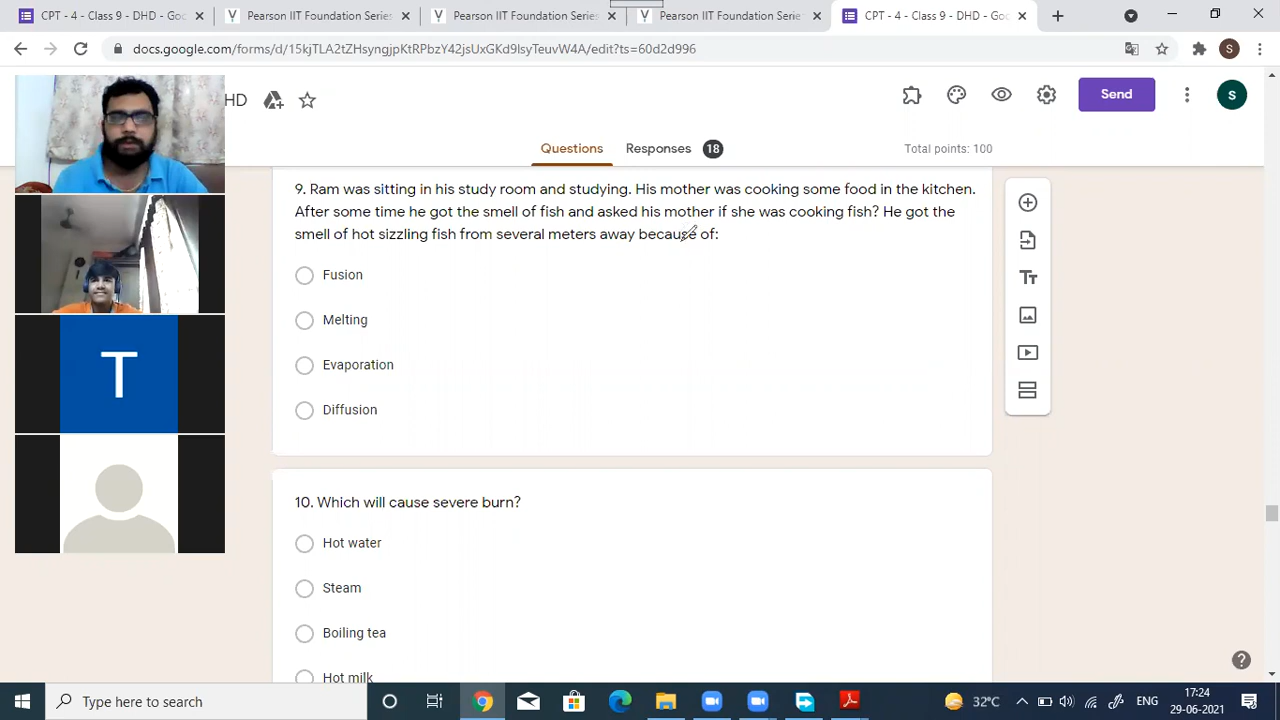 CPT - 4 - Class 9 - DHD - Goo
Pearson IIT Foundation Series
Pearson IIT Foundation Series
Pearson IIT Foundation Series
CPT - 4 - Class 9 - DHD - Goo
docs.google.com/forms/d/15kjTLA2tZHsyngjpKtRPbzY42jsUxGKd9lsyTeuvW4A/edit?ts=60d2d996
S
HD
Send
S
Questions
Responses 18
Total points: 100
9. Ram was sitting in his study room and studying. His mother was cooking some food in the kitchen.
After some time he got the smell of fish and asked his mother if she was cooking fish? He got the
smell of hot sizzling fish from several meters away because of:
Fusion
Melting
Evaporation
Diffusion
T
10. Which will cause severe burn?
Hot water
Steam
Boiling tea
Hot milk
Type here to search
32°C
ENG
17:24
29-06-2021